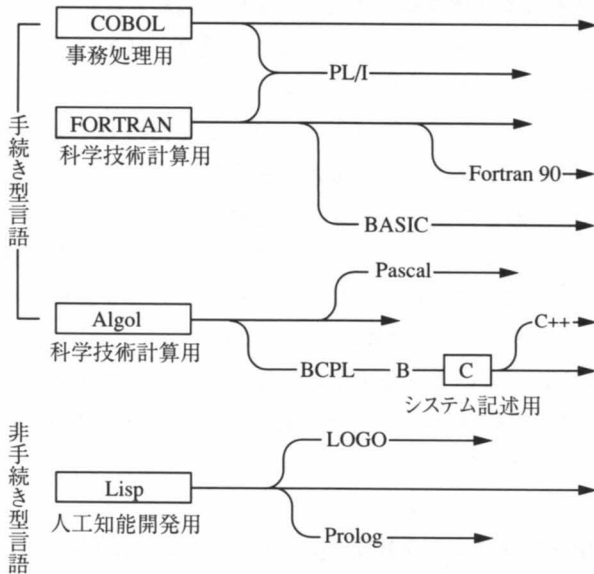 COBOL
事務処理用
PL/I
手続き型言語
FORTRAN
科学技術計算用
Fortran 90
BASIC
Pascal
Algol
科学技術計算用
C++
BCPL
B
C
システム記述用
非手続き型言語
LOGO
Lisp
人工知能開発用
Prolog